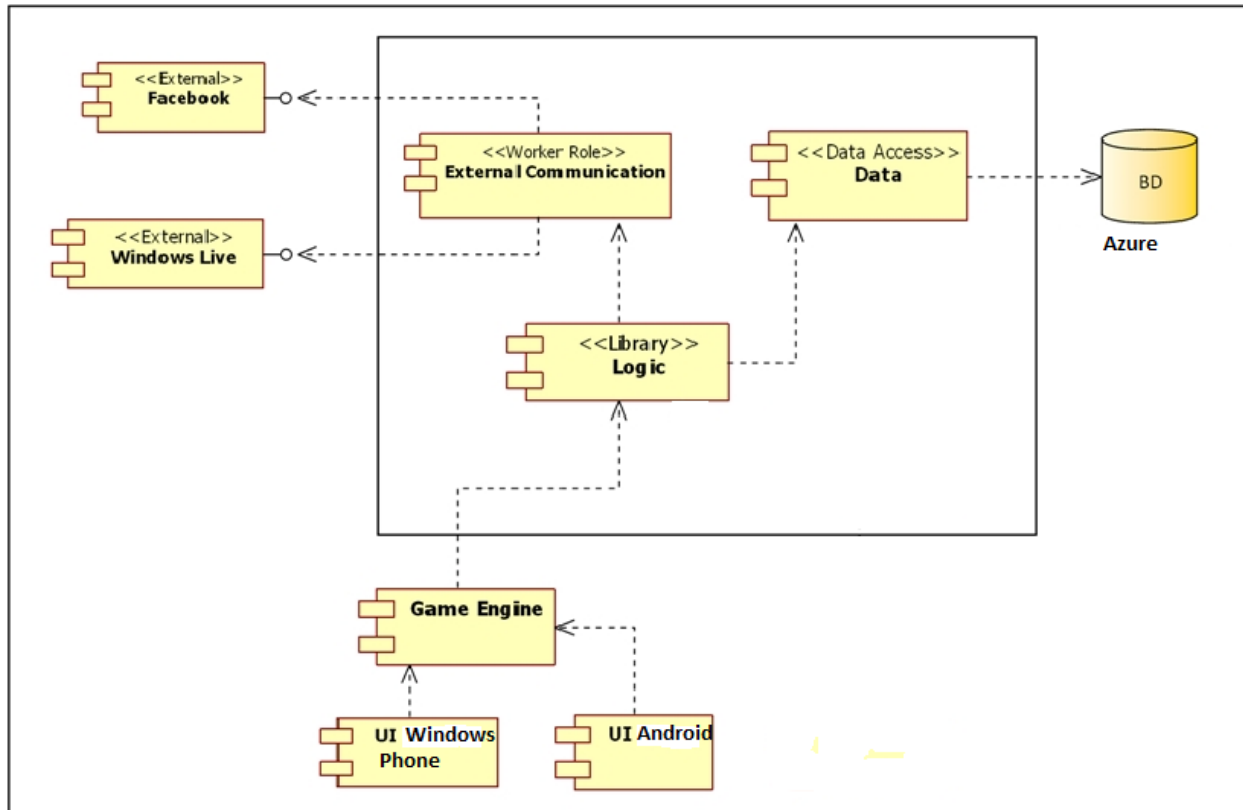 <<External>>
Facebook
<<Worker Role>>
External Communication
<<Data Access>>
Data
BD
Azure
<<External>>
Windows Live
<<Library>>
Logic
Game Engine
UI Windows
Phone
UI Android